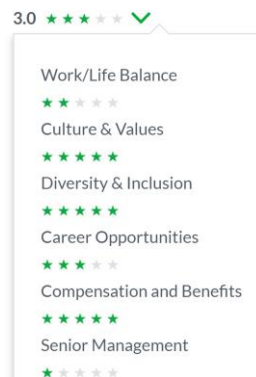 3.0
Work/Life Balance
Culture & Values
Diversity & Inclusion
Career Opportunities
Compensation and Benefits
Senior Management